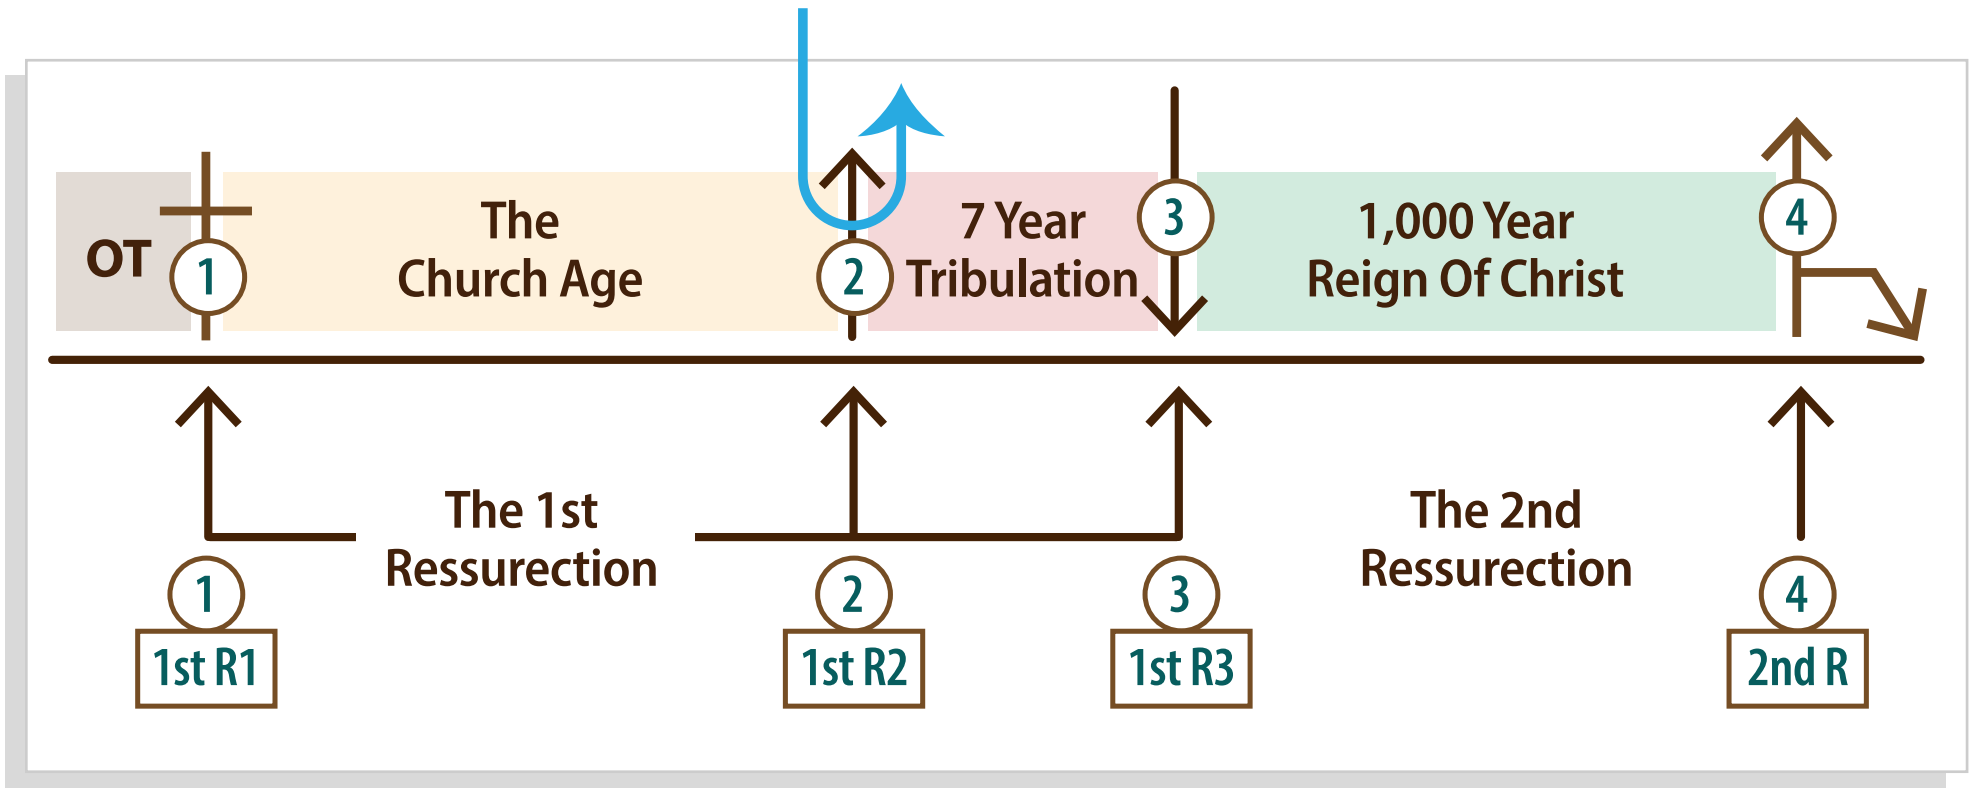 OT
1
The
Church Age
2
7 Year
Tribulation
3
1,000 Year
Reign Of Christ
4
The 1st
Ressurection
The 2nd
Ressurection
1
1st R1
2
1st R2
3
1st R3
4
2nd R